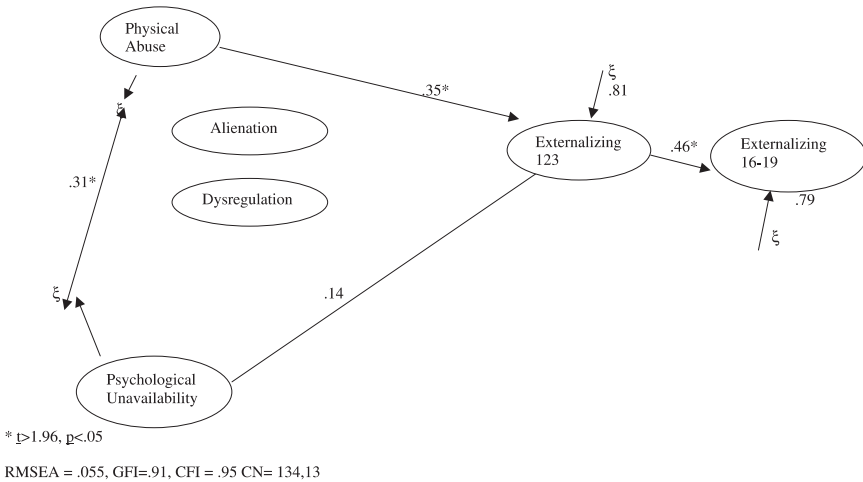 Physical
Abuse
ξ
.81
.35*
ξ
Alienation
Externalizing
123
.46*
Externalizing
16-19
.31*
Dysregulation
.79
ξ
ξ
.14
Psychological
Unavailability
* t>1.96, p<.05
RMSEA = .055, GFI=.91, CFI = .95 CN= 134,13